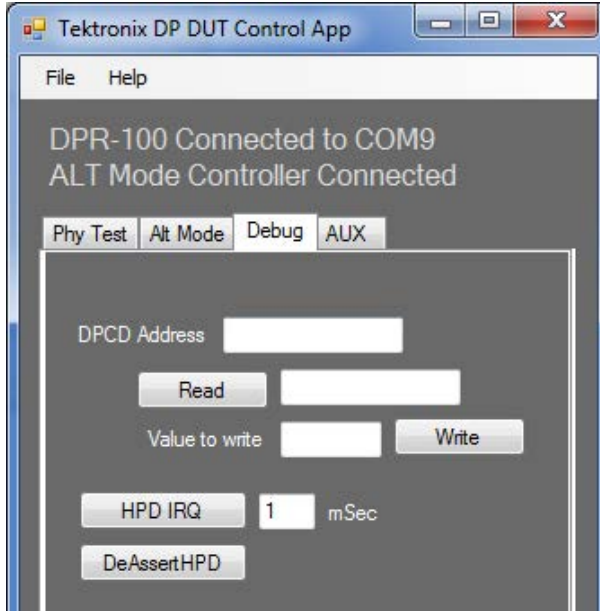 Tektronix DP DUT Control App
File Help
DPR-100 Connected to COM9
ALT Mode Controller Connected
Phy Test Alt Mode Debug AUX
DPCD Address
Read
Value to write Write
HPD IRQ 1 mSec
DeAssertHPD